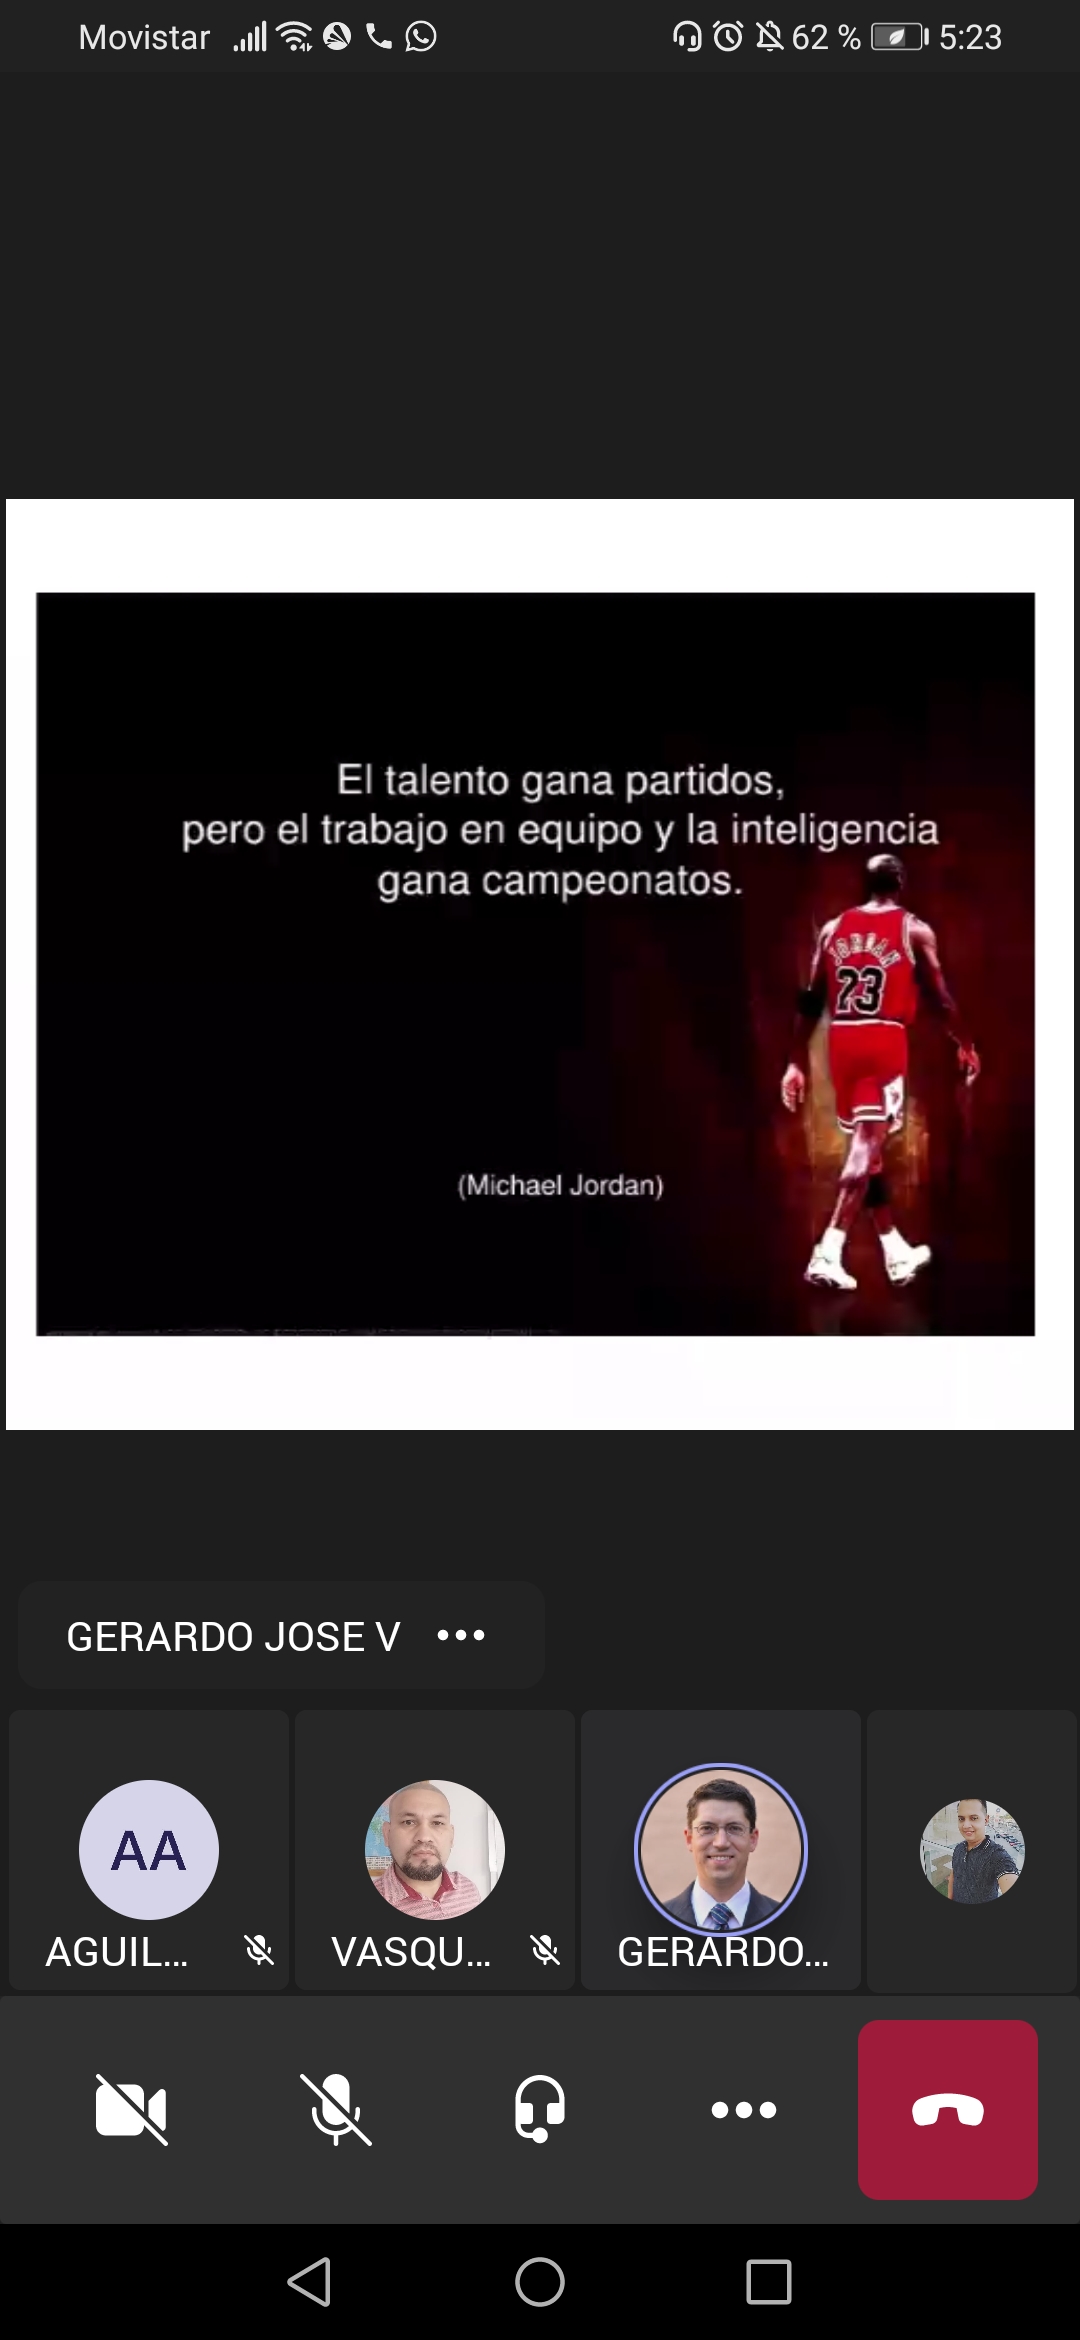 Movistar 62 % 5:23
El talento gana partidos,
pero el trabajo en equipo y la inteligencia
gana campeonatos.
JORDAN
23
(Michael Jordan)
GERARDO JOSE V
AA
AGUIL...
VASQU...
GERARDO...